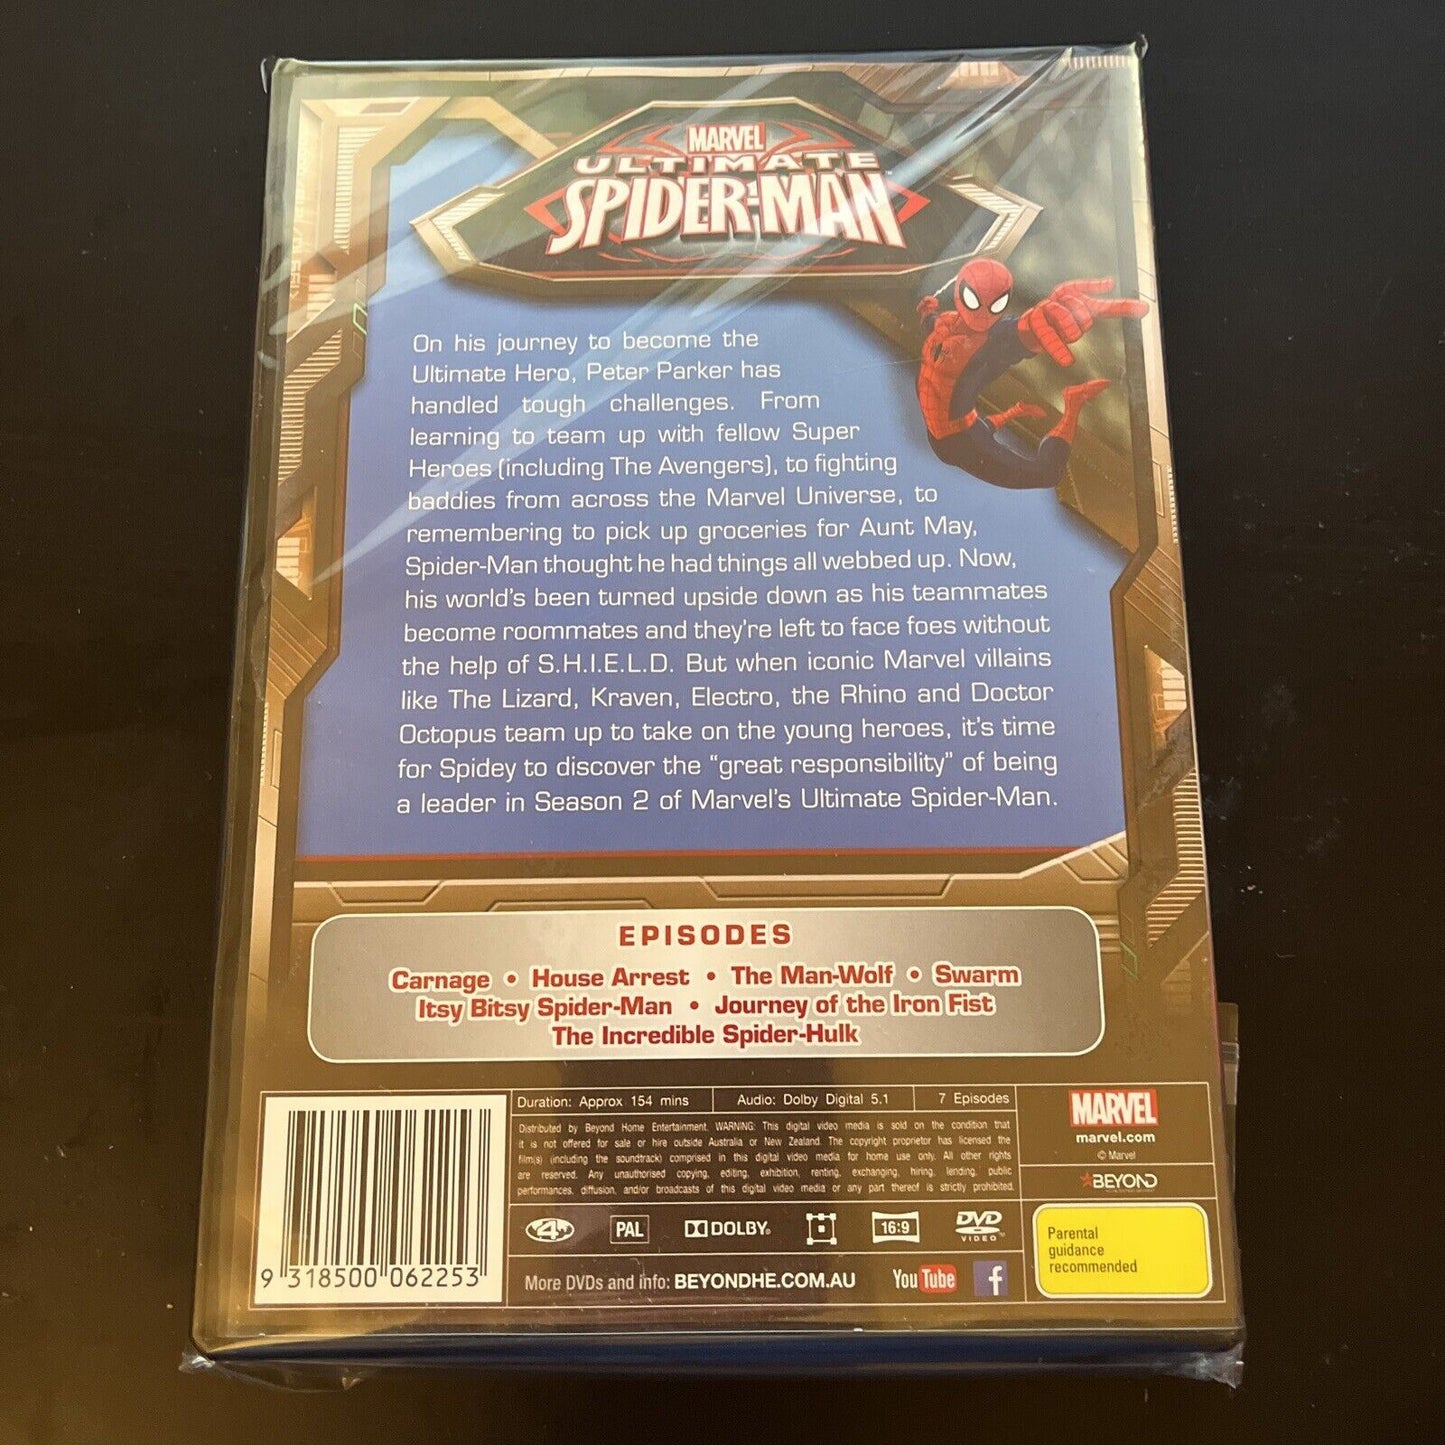 MARVEL
ULTIMATE
SPIDER-MAN™
On his journey to become the
Ultimate Hero, Peter Parker has
handled tough challenges. From
learning to team up with fellow Super
Heroes (including The Avengers), to fighting
baddies from across the Marvel Universe, to
remembering to pick up groceries for Aunt May,
Spider-Man thought he had things all webbed up. Now,
his world's been turned upside down as his teammates
become roommates and they're left to face foes without
the help of S.H.I.E.L.D. But when iconic Marvel villains
like The Lizard, Kraven, Electro, the Rhino and Doctor
Octopus team up to take on the young heroes, it's time
for Spidey to discover the "great responsibility" of being
a leader in Season 2 of Marvel's Ultimate Spider-Man.
EPISODES
Carnage • House Arrest • The Man-Wolf • Swarm
Itsy Bitsy Spider-Man • Journey of the Iron Fist
The Incredible Spider-Hulk
Duration: Approx 154 mins Audio: Dolby Digital 5.1 7 Episodes
Distributed by Beyond Home Entertainment. WARNING: This digital video media is sold on the condition that
it is not offered for sale or hire outside Australia or New Zealand. The copyright proprietor has licensed the
film(s) (including the soundtrack) comprised in this digital video media for home use only. All other rights
are reserved. Any unauthorised copying, editing, exhibition, renting, exchanging, hiring, lending, public
performances, diffusion, and/or broadcasts of this digital video media or any part thereof is strictly prohibited.
4 PAL DOLBY. 16:9 DVD VIDEO
More DVDs and info: BEYONDHE.COM.AU YouTube f
9 318500 062253
MARVEL
marvel.com
© Marvel
BEYOND
Parental
guidance
recommended